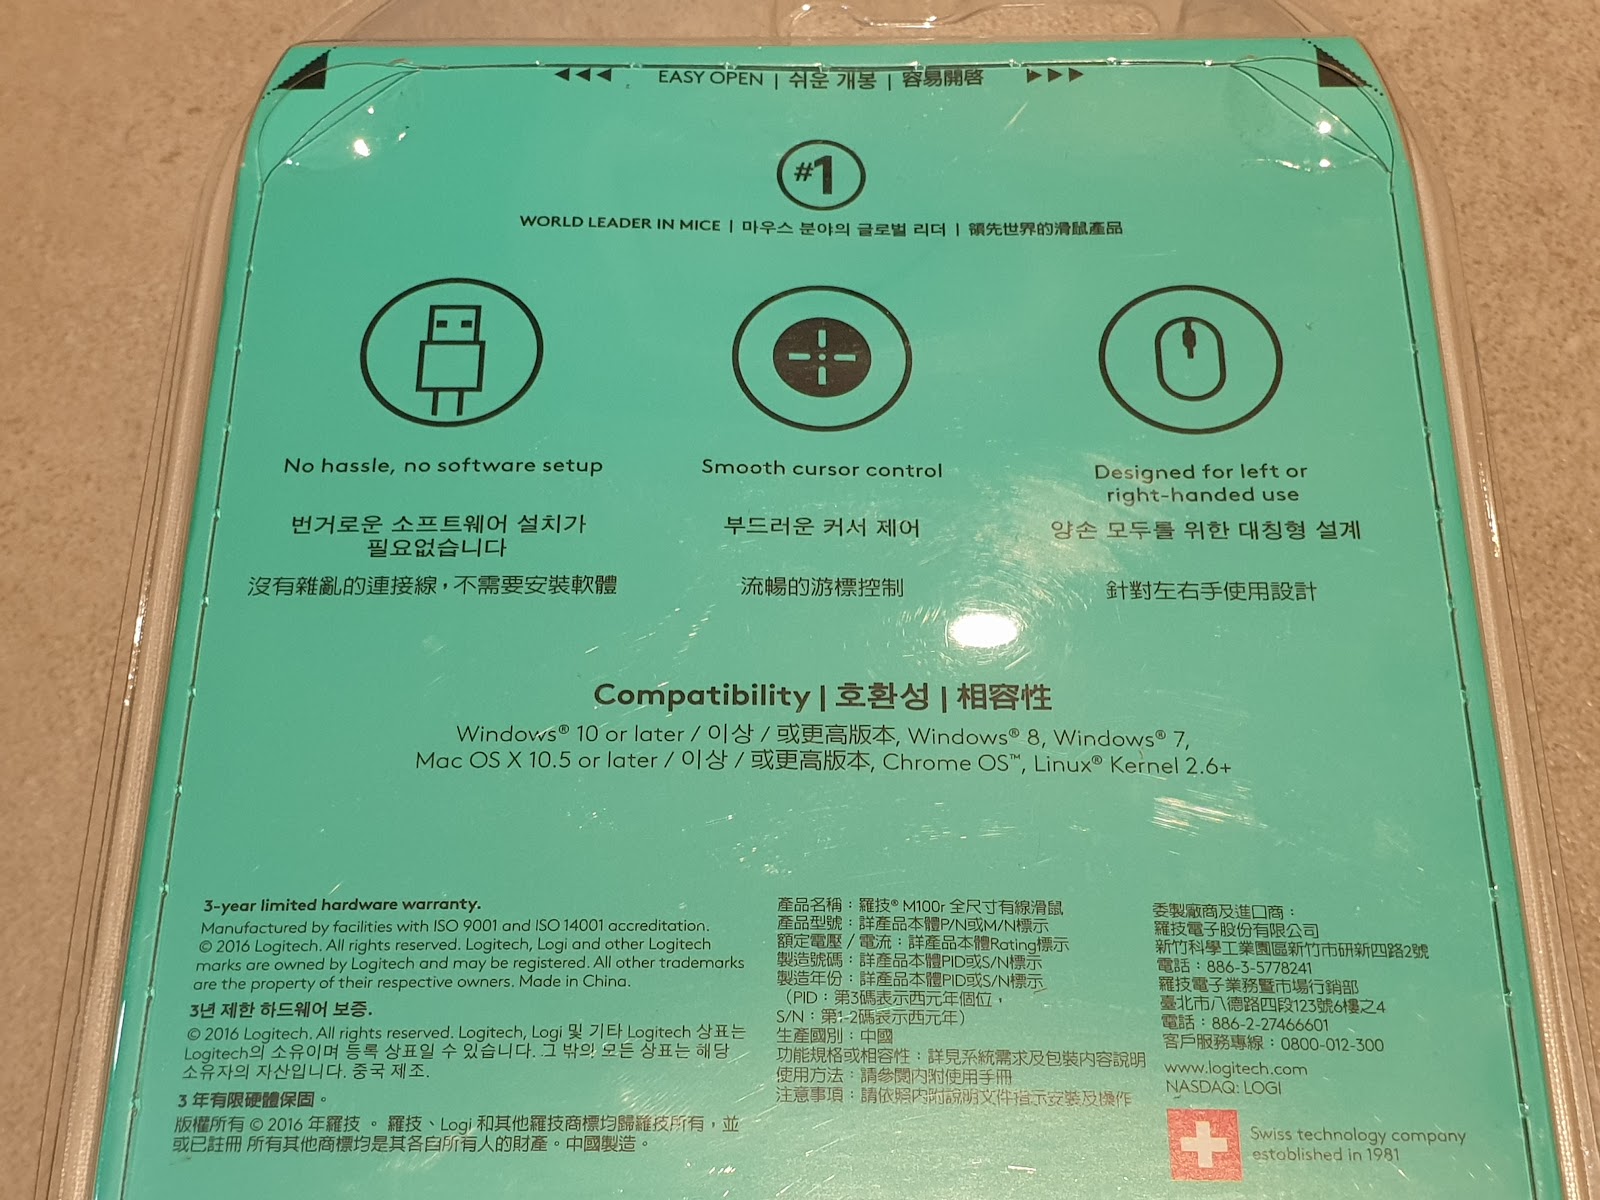 EASY OPEN | 쉬운 개봉 | 容易開啓
#1
WORLD LEADER IN MICE | 마우스 분야의 글로벌 리더 | 領先世界的滑鼠產品
No hassle, no software setup
번거로운 소프트웨어 설치가
필요없습니다
沒有雜亂的連接線，不需要安裝軟體
Smooth cursor control
부드러운 커서 제어
流暢的游標控制
Designed for left or
right-handed use
양손 모두를 위한 대칭형 설계
針對左右手使用設計
Compatibility | 호환성 | 相容性
Windows® 10 or later / 이상 / 或更高版本, Windows® 8, Windows® 7,
Mac OS X 10.5 or later / 이상 / 或更高版本, Chrome OS™, Linux® Kernel 2.6+
3-year limited hardware warranty.
Manufactured by facilities with ISO 9001 and ISO 14001 accreditation.
© 2016 Logitech. All rights reserved. Logitech, Logi and other Logitech
marks are owned by Logitech and may be registered. All other trademarks
are the property of their respective owners. Made in China.
3년 제한 하드웨어 보증.
© 2016 Logitech. All rights reserved. Logitech, Logi 및 기타 Logitech 상표는
Logitech의 소유이며 등록 상표일 수 있습니다. 그 밖의 모든 상표는 해당
소유자의 자산입니다. 중국 제조.
3 年有限硬體保固。
版權所有 © 2016 年羅技 。 羅技、Logi 和其他羅技商標均歸羅技所有，並
或已註冊 所有其他商標均是其各自所有人的財產。中國製造。
產品名稱：羅技® M100r 全尺寸有線滑鼠
產品型號：詳產品本體P/N或M/N標示
額定電壓 / 電流：詳產品本體Rating標示
製造號碼：詳產品本體PID或S/N標示
製造年份：詳產品本體PID或S/N標示
（PID：第3碼表示西元年個位，
S/N：第1-2碼表示西元年）
生產國別：中國
功能規格或相容性：詳見系統需求及包裝內容說明
使用方法：請參閱內附使用手冊
注意事項：請依照內附說明文件指示安裝及操作
委製廠商及進口商：
羅技電子股份有限公司
新竹科學工業園區新竹市研新四路2號
電話：886-3-5778241
羅技電子業務暨市場行銷部
臺北市八德路四段123號6樓之4
電話：886-2-27466601
客戶服務專線：0800-012-300
www.logitech.com
NASDAQ: LOGI
Swiss technology company
established in 1981